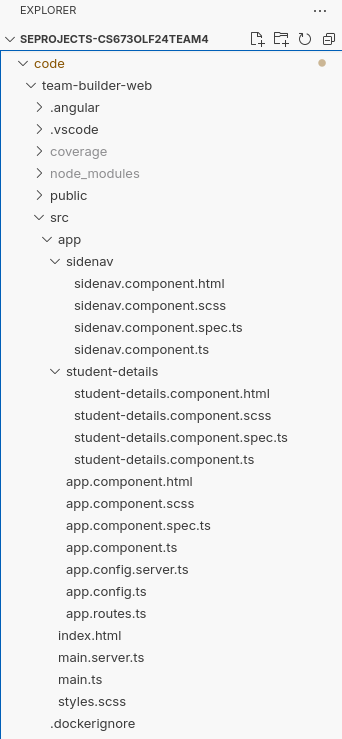 EXPLORER
SEPROJECTS-CS673OLF24TEAM4
code
team-builder-web
.angular
.vscode
coverage
node_modules
public
src
app
sidenav
sidenav.component.html
sidenav.component.scss
sidenav.component.spec.ts
sidenav.component.ts
student-details
student-details.component.html
student-details.component.scss
student-details.component.spec.ts
student-details.component.ts
app.component.html
app.component.scss
app.component.spec.ts
app.component.ts
app.config.server.ts
app.config.ts
app.routes.ts
index.html
main.server.ts
main.ts
styles.scss
.dockerignore